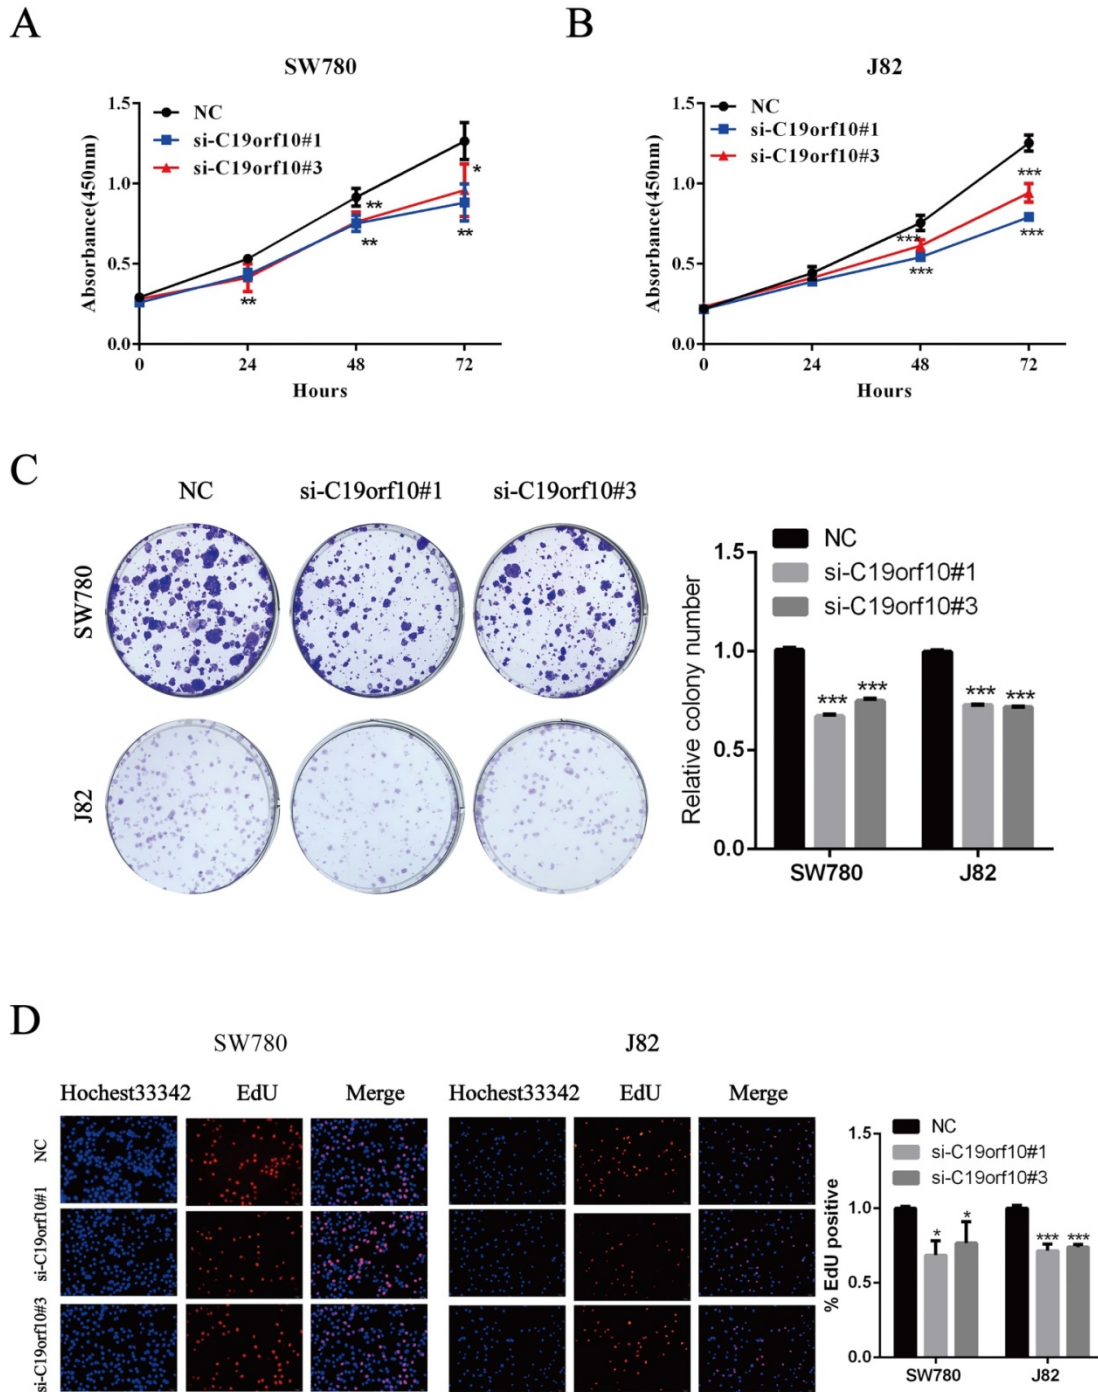 A
SW780
Absorbance(450nm)
1.5
1.0
0.5
0.0
NC
si-C19orf10#1
si-C19orf10#3
*
**
**
**
**
0
24
48
72
Hours
B
J82
Absorbance(450nm)
1.5
1.0
0.5
0.0
NC
si-C19orf10#1
si-C19orf10#3
***
***
***
***
0
24
48
72
Hours
C
NC
si-C19orf10#1
si-C19orf10#3
SW780
J82
Relative colony number
1.5
1.0
0.5
0.0
NC
si-C19orf10#1
si-C19orf10#3
***
***
***
***
SW780
J82
D
SW780
J82
Hochest33342
EdU
Merge
Hochest33342
EdU
Merge
NC
si-C19orf10#1
si-C19orf10#3
% EdU positive
1.5
1.0
0.5
0.0
NC
si-C19orf10#1
si-C19orf10#3
*
*
***
***
SW780
J82